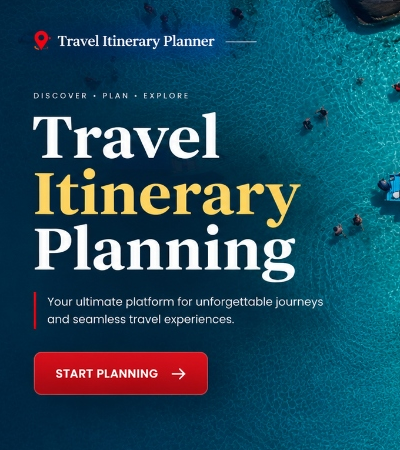 Travel Itinerary Planner
DISCOVER • PLAN • EXPLORE
Travel
Itinerary
Planning
Your ultimate platform for unforgettable journeys
and seamless travel experiences.
START PLANNING →